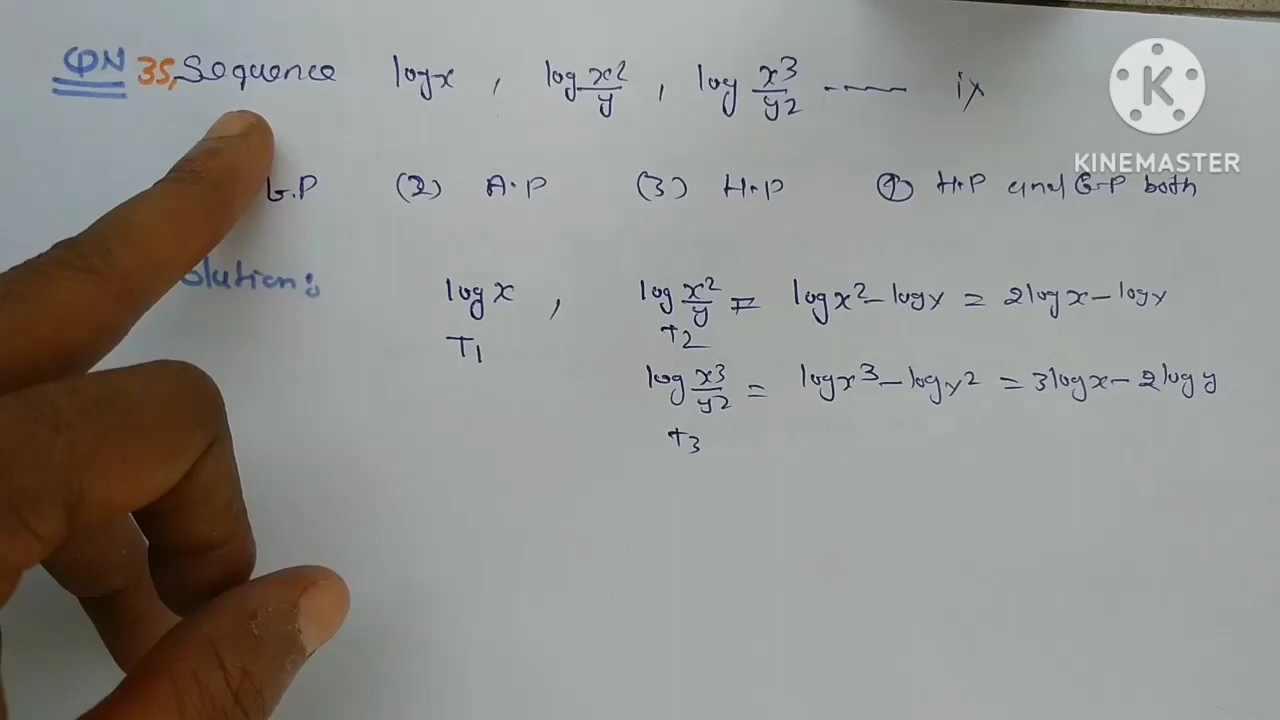 QN 35, Sequence log x , log x²/y , log x³/y² ------ is
G.P (2) A.P (3) H.P (4) H.P and G-P both
olution: log x , log x²/y = log x² - log y = 2 log x - log y
T1 T2
log x³/y² = log x³ - log y² = 3 log x - 2 log y
T3
K
KINEMASTER